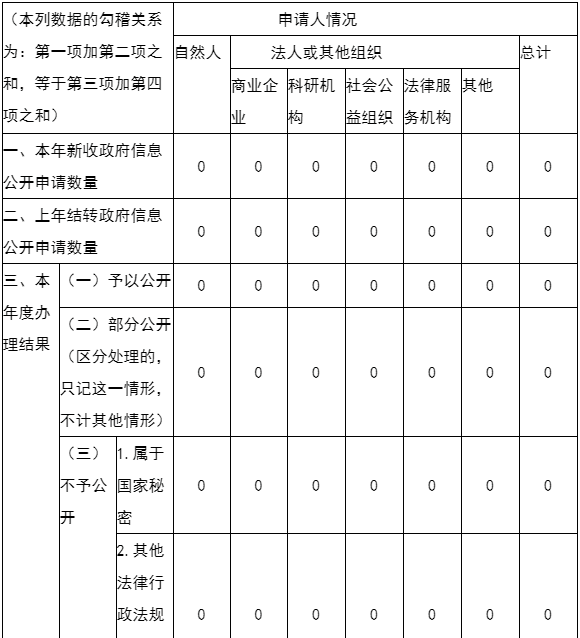 （本列数据的勾稽关系
为：第一项加第二项之
和，等于第三项加第四
项之和）
申请人情况
自然人
法人或其他组织
总计
商业企
业
科研机
构
社会公
益组织
法律服
务机构
其他
一、本年新收政府信息
公开申请数量
0 0 0 0 0 0 0
二、上年结转政府信息
公开申请数量
0 0 0 0 0 0 0
三、本
年度办
理结果
（一）予以公开
0 0 0 0 0 0 0
（二）部分公开
（区分处理的，
只记这一情形，
不计其他情形）
0 0 0 0 0 0 0
（三）
不予公
开
1.属于
国家秘
密
0 0 0 0 0 0 0
2.其他
法律行
政法规
0 0 0 0 0 0 0